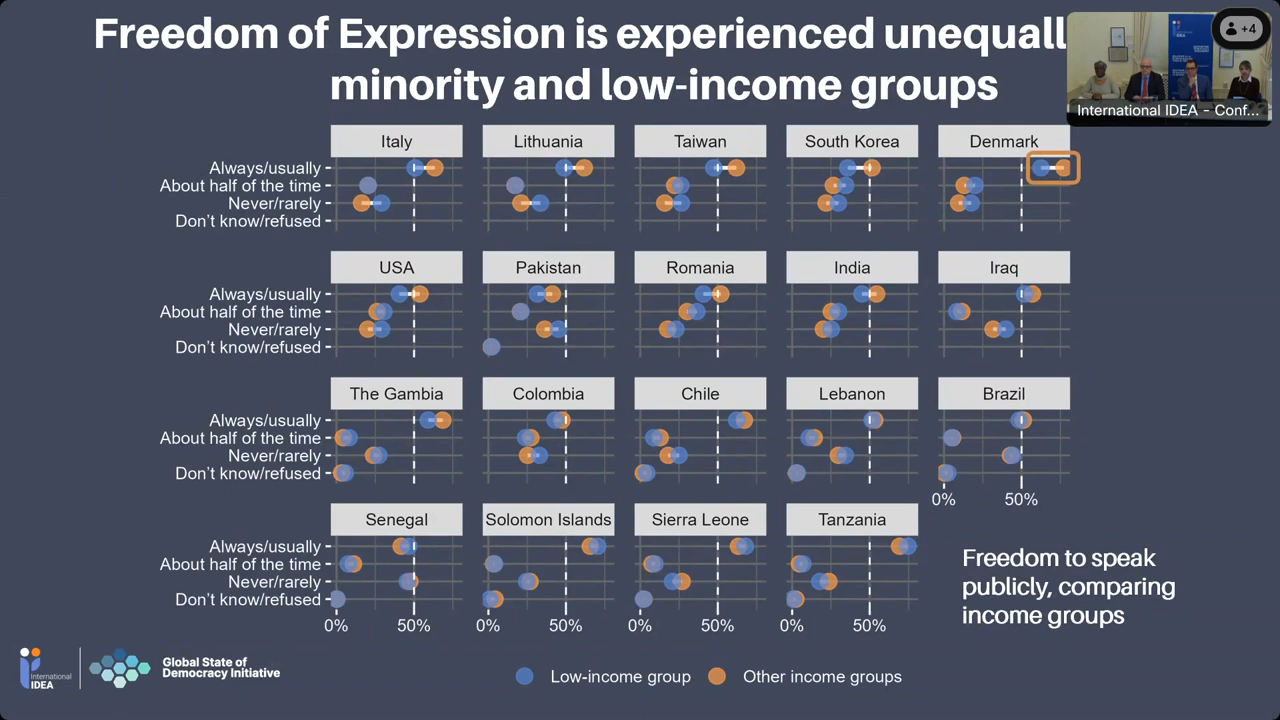 Freedom of Expression is experienced unequall
minority and low-income groups
+4
International IDEA - Conf...
Italy
Lithuania
Taiwan
South Korea
Denmark
Always/usually
About half of the time
Never/rarely
Don't know/refused
USA
Pakistan
Romania
India
Iraq
Always/usually
About half of the time
Never/rarely
Don't know/refused
The Gambia
Colombia
Chile
Lebanon
Brazil
Always/usually
About half of the time
Never/rarely
Don't know/refused
0% 50%
Senegal
Solomon Islands
Sierra Leone
Tanzania
Always/usually
About half of the time
Never/rarely
Don't know/refused
0% 50% 0% 50% 0% 50% 0% 50%
Freedom to speak
publicly, comparing
income groups
International
IDEA
Global State of
Democracy Initiative
Low-income group
Other income groups